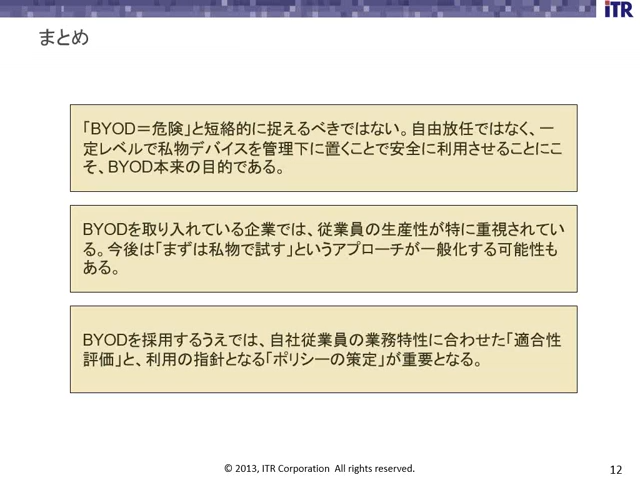 iTR
まとめ
「BYOD＝危険」と短絡的に捉えるべきではない。自由放任ではなく、一
定レベルで私物デバイスを管理下に置くことで安全に利用させることにこ
そ、BYOD本来の目的である。
BYODを取り入れている企業では、従業員の生産性が特に重視されてい
る。今後は「まずは私物で試す」というアプローチが一般化する可能性も
ある。
BYODを採用するうえでは、自社従業員の業務特性に合わせた「適合性
評価」と、利用の指針となる「ポリシーの策定」が重要となる。
© 2013, ITR Corporation All rights reserved.
12